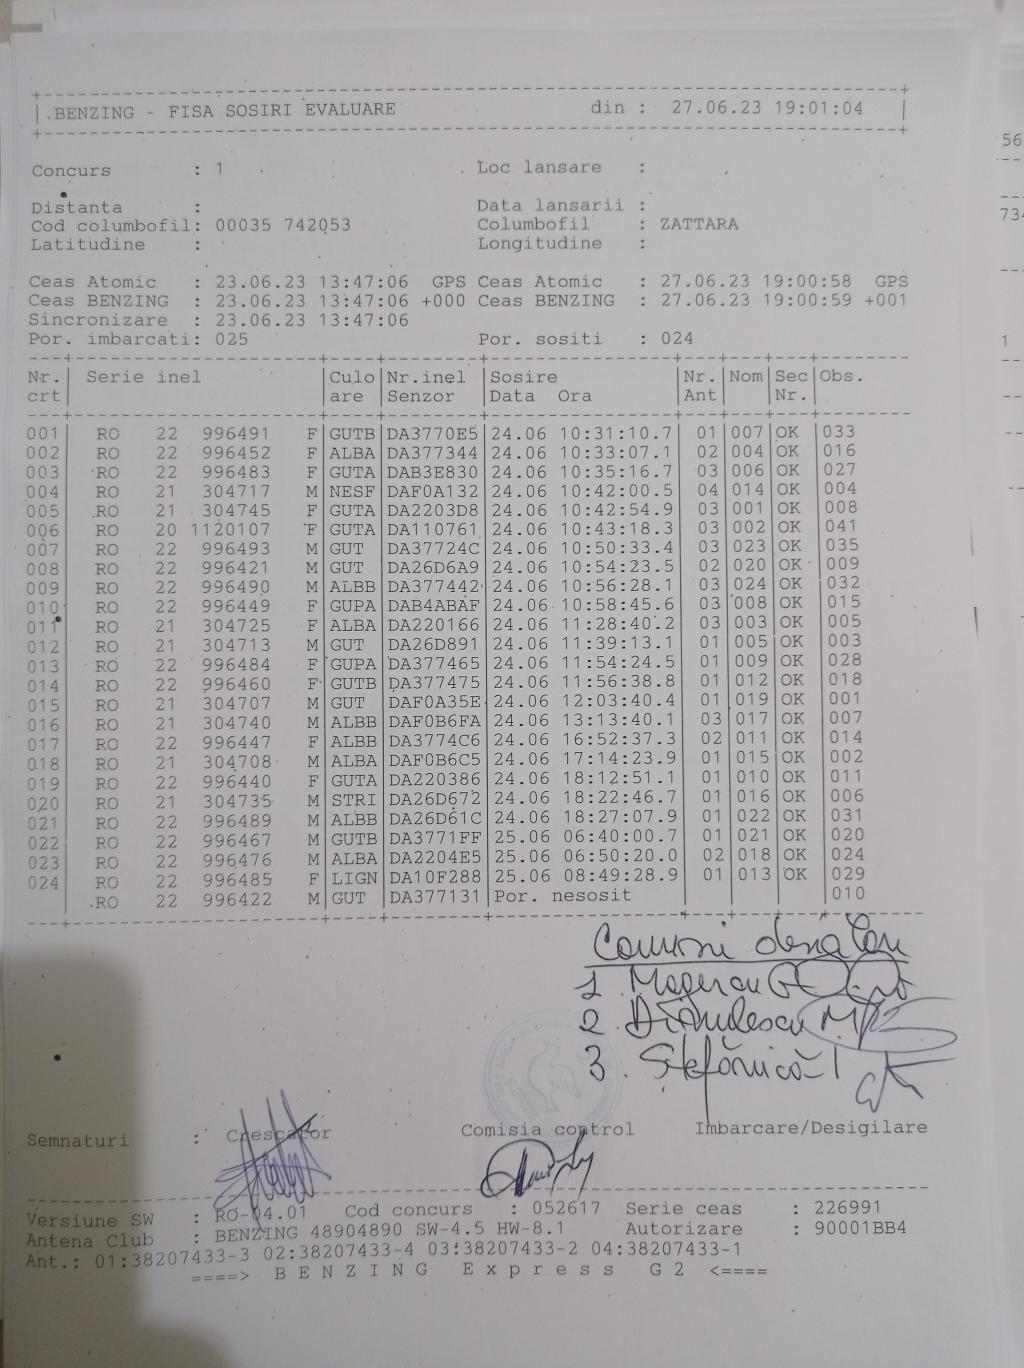 BENZING - FISA SOSIRI EVALUARE din : 27.06.23 19:01:04
Concurs : 1 Loc lansare :
Distanta : Data lansarii :
Cod columbofil: 00035 742053 Columbofil : ZATTARA
Latitudine : Longitudine :
Ceas Atomic : 23.06.23 13:47:06 GPS Ceas Atomic : 27.06.23 19:00:58 GPS
Ceas BENZING : 23.06.23 13:47:06 +000 Ceas BENZING : 27.06.23 19:00:59 +001
Sincronizare : 23.06.23 13:47:06
Por. imbarcati: 025 Por. sositi : 024
Nr. Serie inel Culo Nr.inel Sosire Nr. Nom Sec Obs.
crt are Senzor Data Ora Ant Nr.
001 RO 22 996491 F GUTB DA3770E5 24.06 10:31:10.7 01 007 OK 033
002 RO 22 996452 F ALBA DA377344 24.06 10:33:07.1 02 004 OK 016
003 RO 22 996483 F GUTA DAB3E830 24.06 10:35:16.7 03 006 OK 027
004 RO 21 304717 M NESF DAF0A132 24.06 10:42:00.5 04 014 OK 004
005 RO 21 304745 F GUTA DA2203D8 24.06 10:42:54.9 03 001 OK 008
006 RO 20 1120107 F GUTA DA110761 24.06 10:43:18.3 03 002 OK 041
007 RO 22 996493 M GUT DA37724C 24.06 10:50:33.4 03 023 OK 035
008 RO 22 996421 M GUT DA26D6A9 24.06 10:54:23.5 02 020 OK 009
009 RO 22 996490 M ALBB DA377442 24.06 10:56:28.1 03 024 OK 032
010 RO 22 996449 F GUPA DAB4ABAF 24.06 10:58:45.6 03 008 OK 015
011 RO 21 304725 F ALBA DA220166 24.06 11:28:40.2 03 003 OK 005
012 RO 21 304713 M GUT DA26D891 24.06 11:39:13.1 01 005 OK 003
013 RO 22 996484 F GUPA DA377465 24.06 11:54:24.5 01 009 OK 028
014 RO 22 996460 F GUTB DA377475 24.06 11:56:38.8 01 012 OK 018
015 RO 21 304707 M GUT DAF0A35E 24.06 12:03:40.4 01 019 OK 001
016 RO 21 304740 M ALBB DAF0B6FA 24.06 13:13:40.1 03 017 OK 007
017 RO 22 996447 F ALBB DA3774C6 24.06 16:52:37.3 02 011 OK 014
018 RO 21 304708 M ALBA DAF0B6C5 24.06 17:14:23.9 01 015 OK 002
019 RO 22 996440 F GUTA DA220386 24.06 18:12:51.1 01 010 OK 011
020 RO 21 304735 M STRI DA26D672 24.06 18:22:46.7 01 016 OK 006
021 RO 22 996489 M ALBB DA26D61C 24.06 18:27:07.9 01 022 OK 031
022 RO 22 996467 M GUTB DA3771FF 25.06 06:40:00.7 01 021 OK 020
023 RO 22 996476 M ALBA DA2204E5 25.06 06:50:20.0 02 018 OK 024
024 RO 22 996485 F LIGN DA10F288 25.06 08:49:28.9 01 013 OK 029
RO 22 996422 M GUT DA377131 Por. nesosit 010
1
2
3. Ștefănică I
Semnaturi : Crescator Comisia control Imbarcare/Desigilare
Versiune SW : RO-04.01 Cod concurs : 052617 Serie ceas : 226991
Antena Club : BENZING 48904890 SW-4.5 HW-8.1 Autorizare : 90001BB4
Ant.: 01:38207433-3 02:38207433-4 03:38207433-2 04:38207433-1
====> B E N Z I N G E x p r e s s G 2 <====
56
734
1